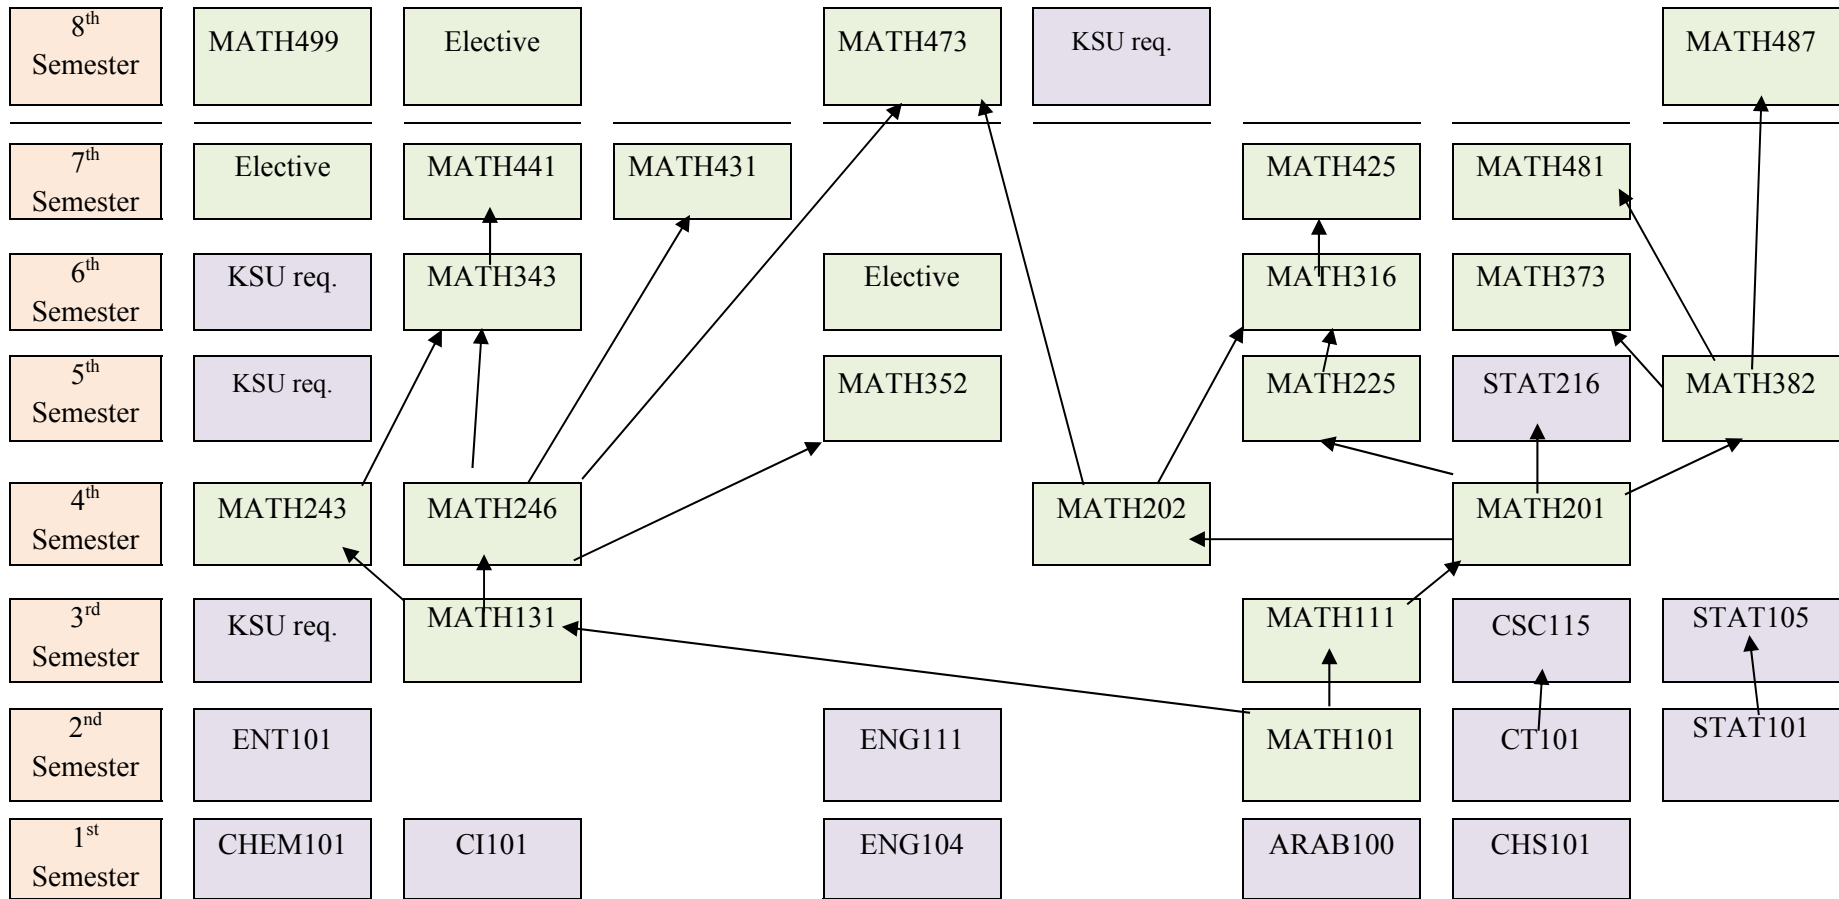 8th
Semester
MATH499
Elective
MATH473
KSU req.
MATH487
7th
Semester
Elective
MATH441
MATH431
MATH425
MATH481
6th
Semester
KSU req.
MATH343
Elective
MATH316
MATH373
5th
Semester
KSU req.
MATH352
MATH225
STAT216
MATH382
4th
Semester
MATH243
MATH246
MATH202
MATH201
3rd
Semester
KSU req.
MATH131
MATH111
CSC115
STAT105
2nd
Semester
ENT101
ENG111
MATH101
CT101
STAT101
1st
Semester
CHEM101
CI101
ENG104
ARAB100
CHS101